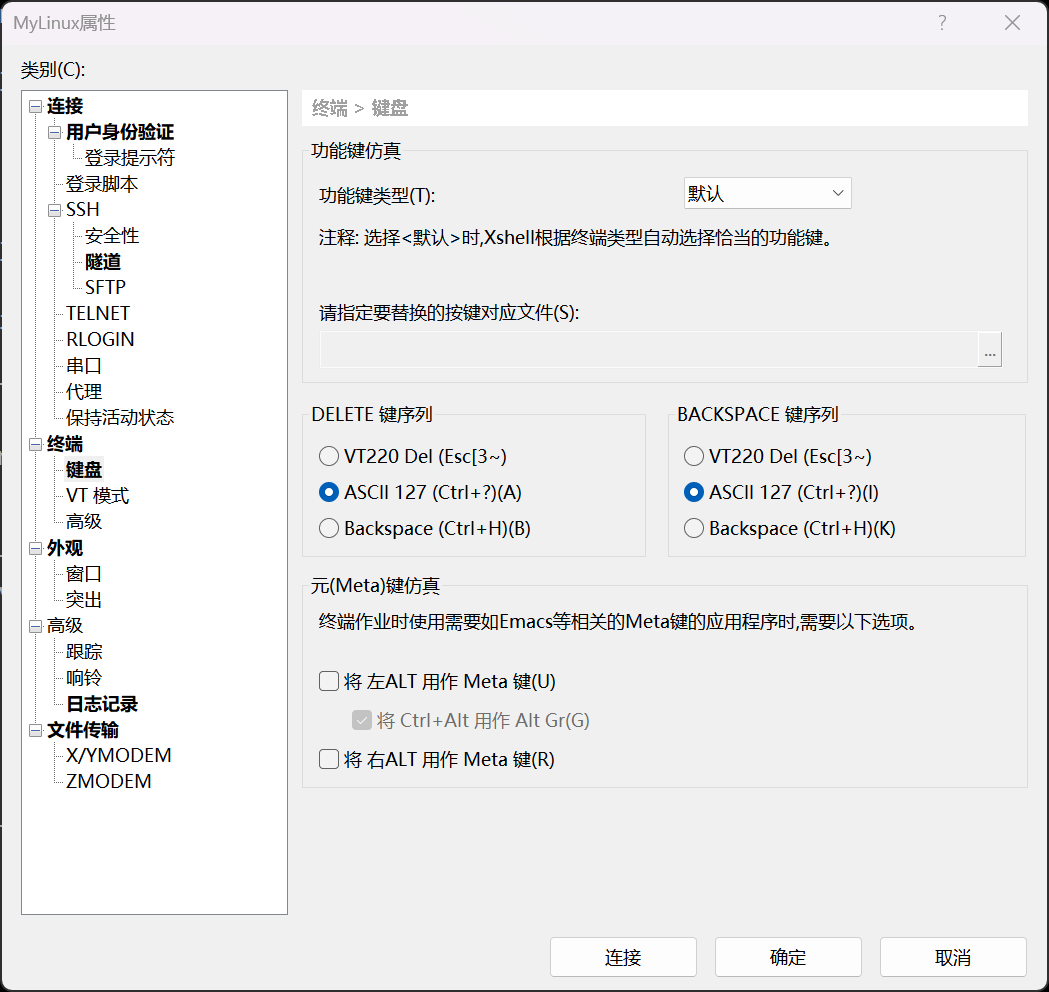 MyLinux属性
类别(C):
连接
用户身份验证
登录提示符
登录脚本
SSH
安全性
隧道
SFTP
TELNET
RLOGIN
串口
代理
保持活动状态
终端
键盘
VT 模式
高级
外观
窗口
突出
高级
跟踪
响铃
日志记录
文件传输
X/YMODEM
ZMODEM
终端 > 键盘
功能键仿真
功能键类型(T):
默认
注释: 选择<默认>时,Xshell根据终端类型自动选择恰当的功能键。
请指定要替换的按键对应文件(S):
...
DELETE 键序列
VT220 Del (Esc[3~)
ASCII 127 (Ctrl+?)(A)
Backspace (Ctrl+H)(B)
BACKSPACE 键序列
VT220 Del (Esc[3~)
ASCII 127 (Ctrl+?)(I)
Backspace (Ctrl+H)(K)
元(Meta)键仿真
终端作业时使用需要如Emacs等相关的Meta键的应用程序时,需要以下选项。
将 左ALT 用作 Meta 键(U)
将 Ctrl+Alt 用作 Alt Gr(G)
将 右ALT 用作 Meta 键(R)
连接
确定
取消